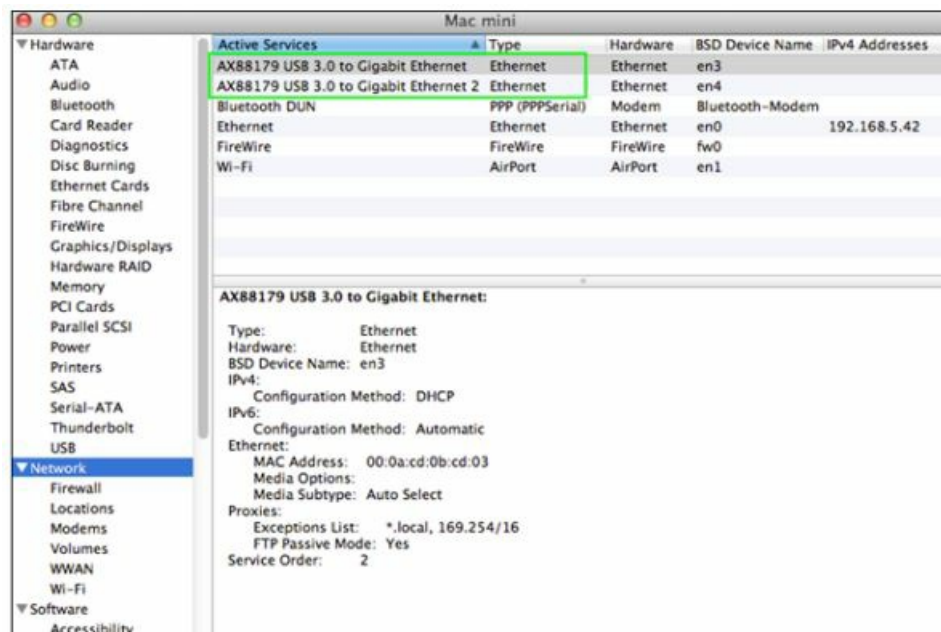 Mac mini
▼Hardware
ATA
Audio
Bluetooth
Card Reader
Diagnostics
Disc Burning
Ethernet Cards
Fibre Channel
FireWire
Graphics/Displays
Hardware RAID
Memory
PCI Cards
Parallel SCSI
Power
Printers
SAS
Serial-ATA
Thunderbolt
USB
▼Network
Firewall
Locations
Modems
Volumes
WWAN
Wi-Fi
▼Software
Accessibility
Active Services ▲ Type Hardware BSD Device Name IPv4 Addresses
AX88179 USB 3.0 to Gigabit Ethernet Ethernet Ethernet en3
AX88179 USB 3.0 to Gigabit Ethernet 2 Ethernet Ethernet en4
Bluetooth DUN PPP (PPPSerial) Modem Bluetooth-Modem
Ethernet Ethernet Ethernet en0 192.168.5.42
FireWire FireWire FireWire fw0
Wi-Fi AirPort AirPort en1
AX88179 USB 3.0 to Gigabit Ethernet:
Type: Ethernet
Hardware: Ethernet
BSD Device Name: en3
IPv4:
Configuration Method: DHCP
IPv6:
Configuration Method: Automatic
Ethernet:
MAC Address: 00:0a:cd:0b:cd:03
Media Options:
Media Subtype: Auto Select
Proxies:
Exceptions List: *.local, 169.254/16
FTP Passive Mode: Yes
Service Order: 2